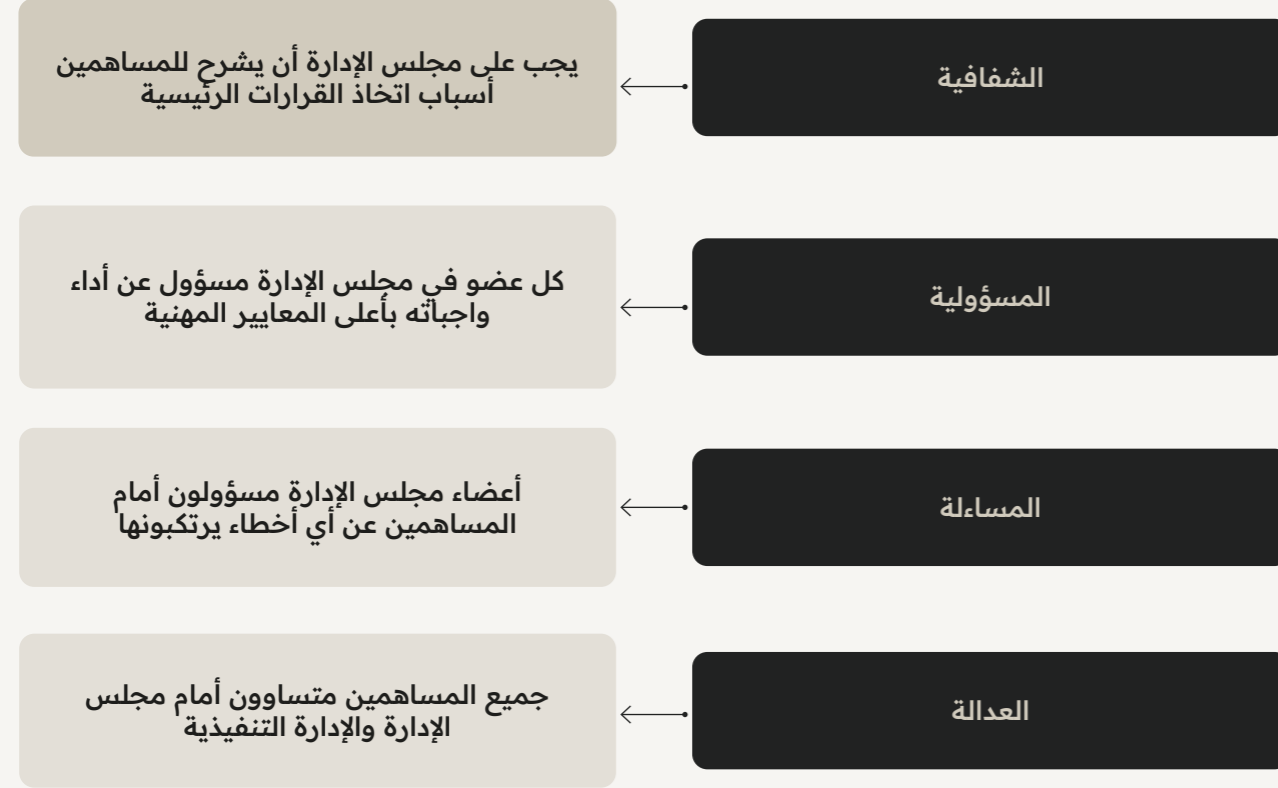 الشفافية
يجب على مجلس الإدارة أن يشرح للمساهمين
أسباب اتخاذ القرارات الرئيسية
المسؤولية
كل عضو في مجلس الإدارة مسؤول عن أداء
واجباته بأعلى المعايير المهنية
المساءلة
أعضاء مجلس الإدارة مسؤولون أمام
المساهمين عن أي أخطاء يرتكبونها
العدالة
جميع المساهمين متساوون أمام مجلس
الإدارة والإدارة التنفيذية